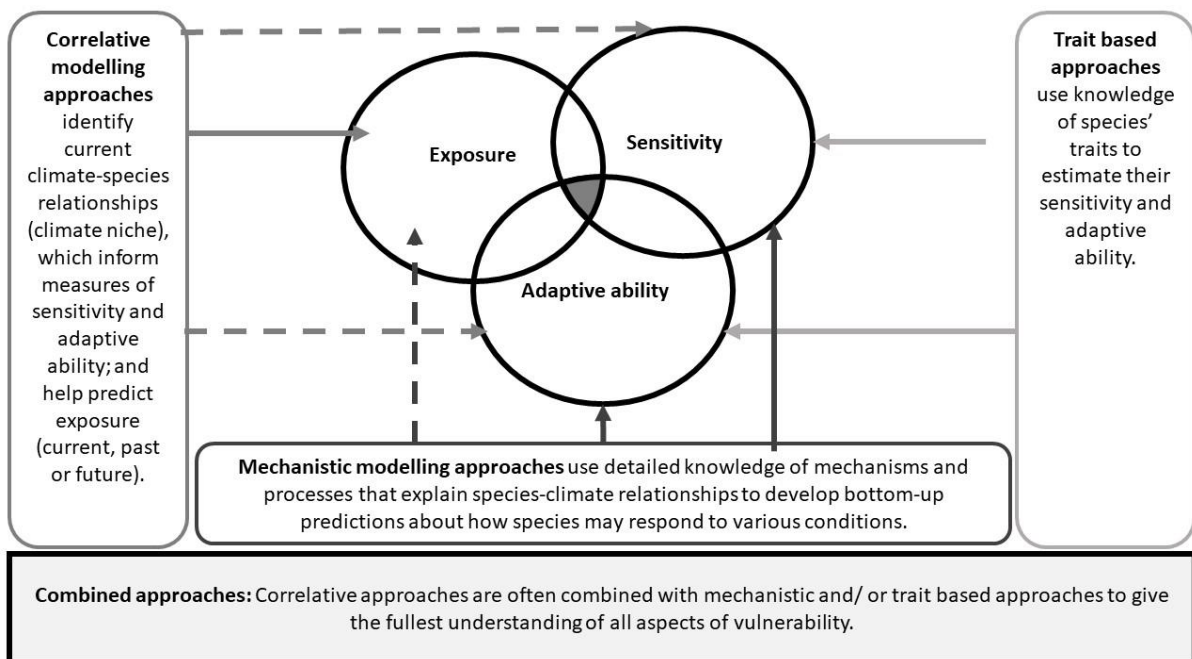 Correlative
modelling
approaches
identify
current
climate-species
relationships
(climate niche),
which inform
measures of
sensitivity and
adaptive
ability; and
help predict
exposure
(current, past
or future).
Exposure
Sensitivity
Adaptive ability
Trait based
approaches
use knowledge
of species’
traits to
estimate their
sensitivity and
adaptive
ability.
Mechanistic modelling approaches use detailed knowledge of mechanisms and
processes that explain species-climate relationships to develop bottom-up
predictions about how species may respond to various conditions.
Combined approaches: Correlative approaches are often combined with mechanistic and/ or trait based approaches to give
the fullest understanding of all aspects of vulnerability.